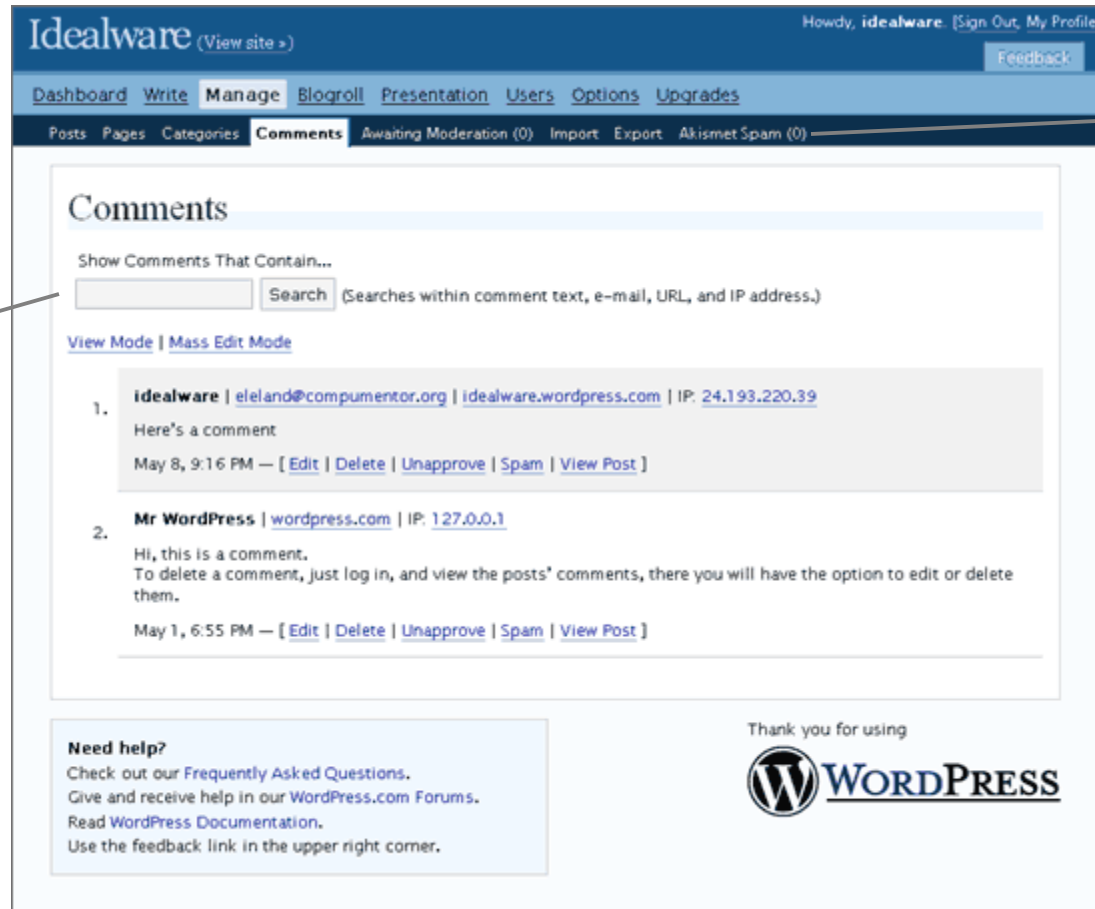 Idealware (View site »)
Howdy, idealware. [Sign Out, My Profile
Feedback
Dashboard Write Manage Blogroll Presentation Users Options Upgrades
Posts Pages Categories Comments Awaiting Moderation (0) Import Export Akismet Spam (0)
Comments
Show Comments That Contain...
Search (Searches within comment text, e-mail, URL, and IP address.)
View Mode | Mass Edit Mode
1. idealware | eleland@compumentor.org | idealware.wordpress.com | IP: 24.193.220.39
Here's a comment
May 8, 9:16 PM — [ Edit | Delete | Unapprove | Spam | View Post ]
2. Mr WordPress | wordpress.com | IP: 127.0.0.1
Hi, this is a comment.
To delete a comment, just log in, and view the posts' comments, there you will have the option to edit or delete
them.
May 1, 6:55 PM — [ Edit | Delete | Unapprove | Spam | View Post ]
Need help?
Check out our Frequently Asked Questions.
Give and receive help in our WordPress.com Forums.
Read WordPress Documentation.
Use the feedback link in the upper right corner.
Thank you for using
WORDPRESS